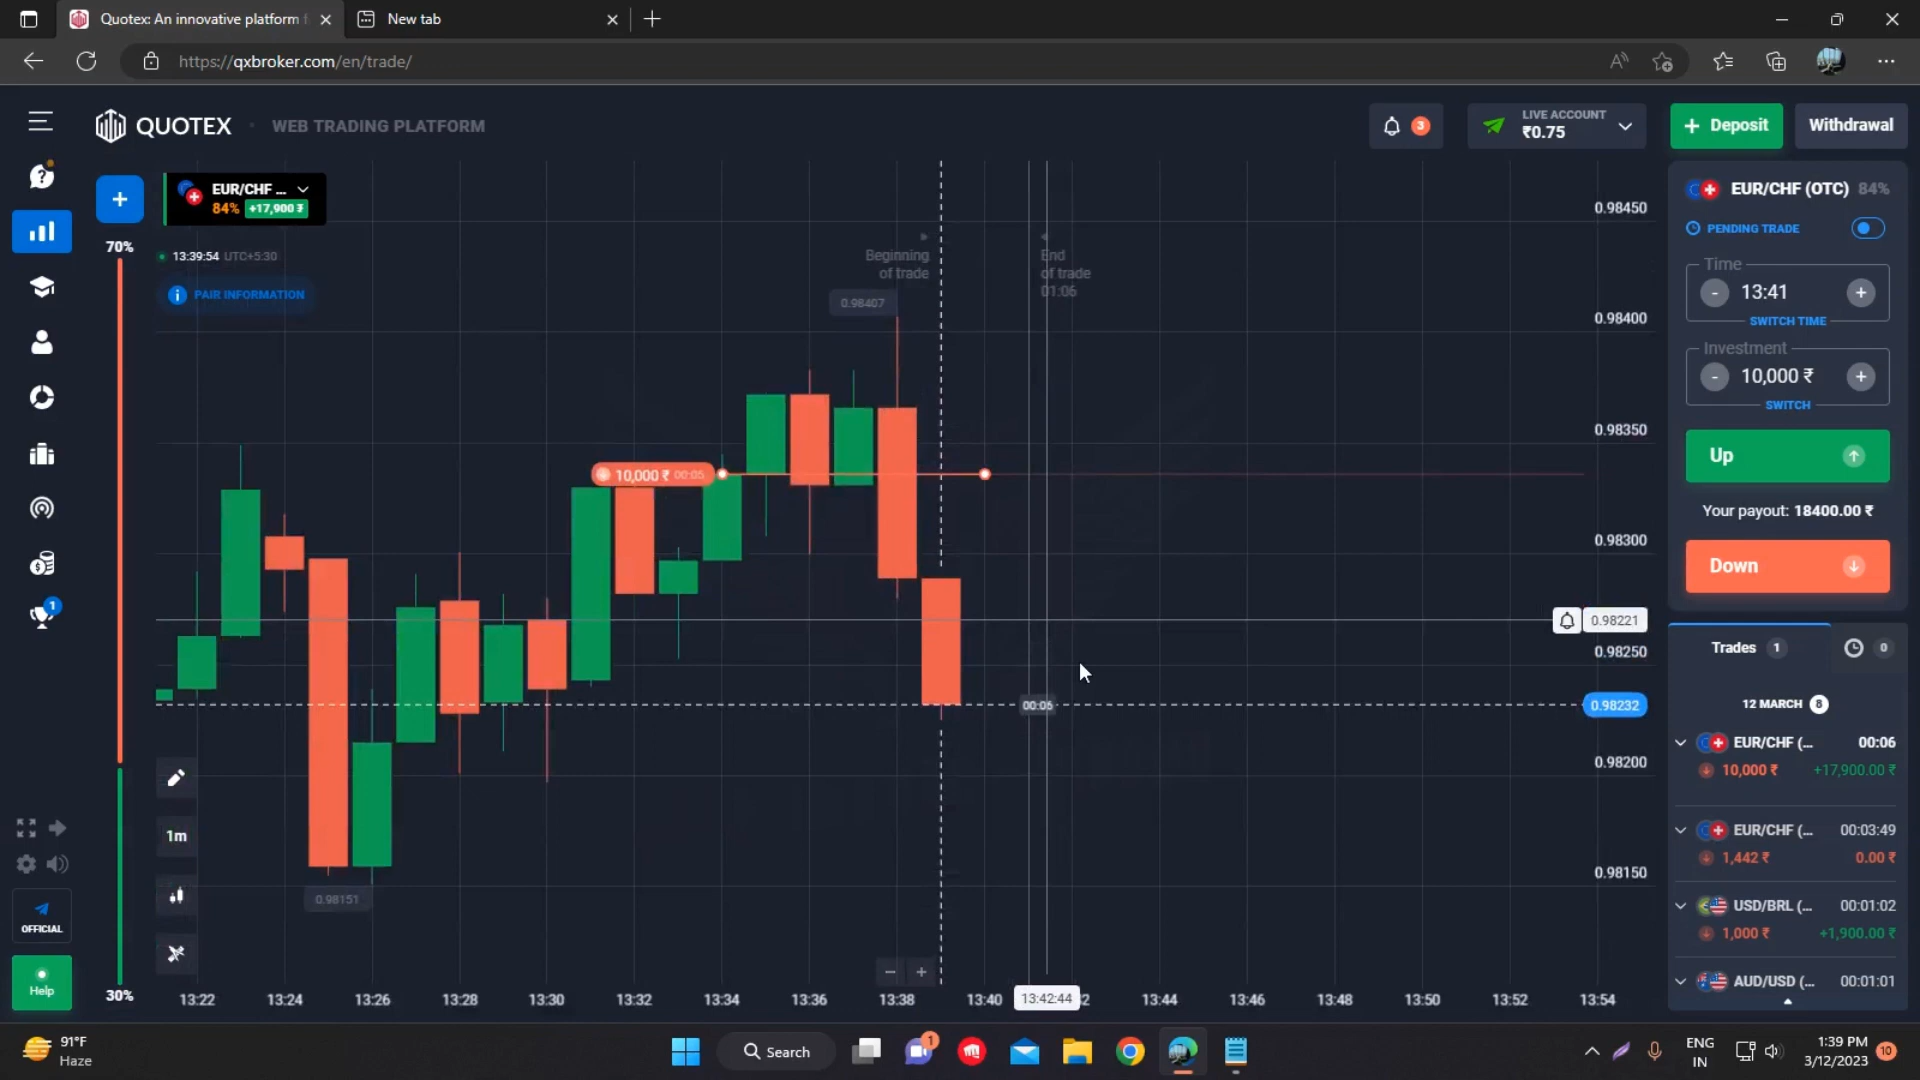 Quotex: An innovative platform f
New tab
https://qxbroker.com/en/trade/
QUOTEX
WEB TRADING PLATFORM
3
LIVE ACCOUNT
₹0.75
+ Deposit
Withdrawal
EUR/CHF ...
84% +17,900 ₹
70%
13:39:54 UTC+5:30
PAIR INFORMATION
Beginning
of trade
End
of trade
01:06
0.98407
10,000 ₹ 00:05
00:06
0.98151
0.98450
0.98400
0.98350
0.98300
0.98221
0.98250
0.98232
0.98200
0.98150
1m
30%
13:22
13:24
13:26
13:28
13:30
13:32
13:34
13:36
13:38
13:40
13:42:44
2
13:44
13:46
13:48
13:50
13:52
13:54
1
OFFICIAL
Help
EUR/CHF (OTC) 84%
PENDING TRADE
Time
- 13:41 +
SWITCH TIME
Investment
- 10,000 ₹ +
SWITCH
Up
Your payout: 18400.00 ₹
Down
Trades 1
0
12 MARCH 8
EUR/CHF (... 00:06
10,000 ₹ +17,900.00 ₹
EUR/CHF (... 00:03:49
1,442 ₹ 0.00 ₹
USD/BRL (... 00:01:02
1,000 ₹ +1,900.00 ₹
AUD/USD (... 00:01:01
91°F
Haze
Search
1
ENG
IN
1:39 PM
3/12/2023
10